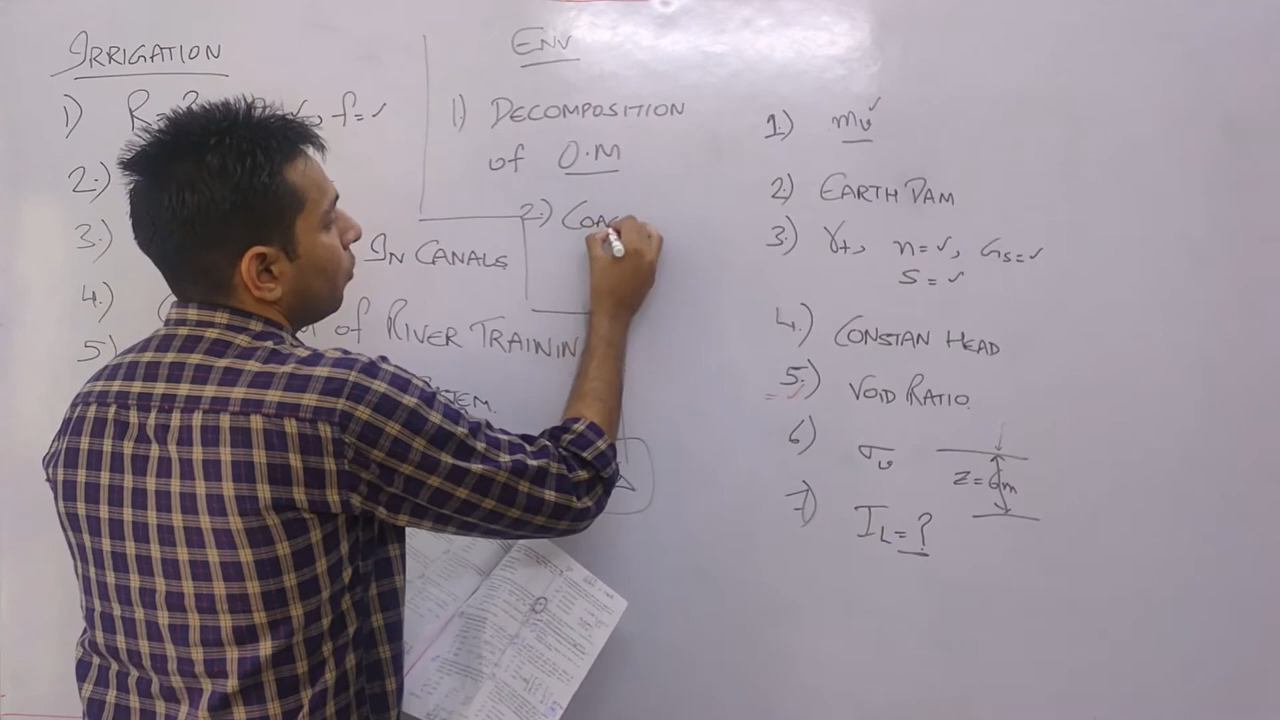 IRRIGATION
1) R=? f=✓
2.)
3.) IN CANALS
4.) of RIVER TRAININ
5)
ENV
1.) DECOMPOSITION
of O.M
2.) COAG
1.) mv ✓
2) EARTH DAM
3.) γt, n=✓, Gs=✓
S=✓
4.) CONSTAN HEAD
5.) VOID RATIO
6) σv z=6m
7) IL=?